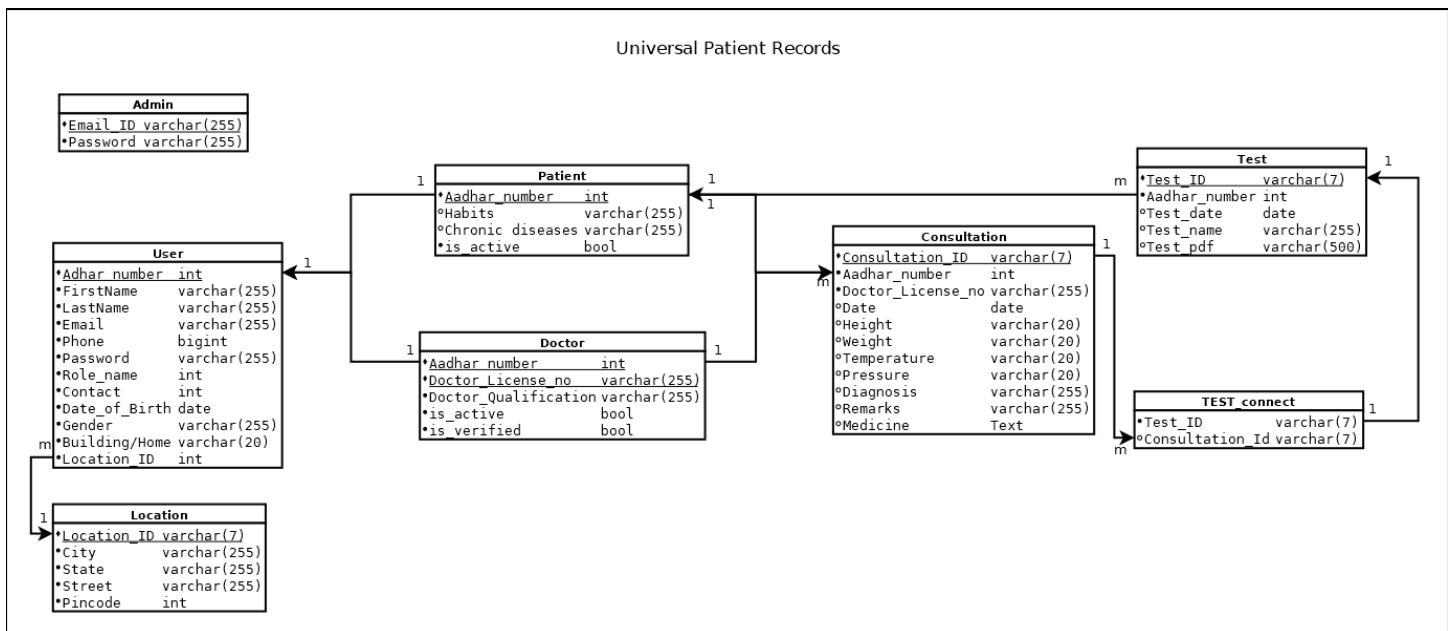 Universal Patient Records
Admin
Email_ID varchar(255)
Password varchar(255)
Patient
Aadhar_number int
Habits varchar(255)
Chronic diseases varchar(255)
is_active bool
Test
Test_ID varchar(7)
Aadhar_number int
Test_date date
Test_name varchar(255)
Test_pdf varchar(500)
User
Adhar_number int
FirstName varchar(255)
LastName varchar(255)
Email varchar(255)
Phone bigint
Password varchar(255)
Role_name int
Contact int
Date_of_Birth date
Gender varchar(255)
Building/Home varchar(20)
Location_ID int
Doctor
Aadhar_number int
Doctor_License_no varchar(255)
Doctor_Qualification varchar(255)
is_active bool
is_verified bool
Consultation
Consultation_ID varchar(7)
Aadhar_number int
Doctor_License_no varchar(255)
Date date
Height varchar(20)
Weight varchar(20)
Temperature varchar(20)
Pressure varchar(20)
Diagnosis varchar(255)
Remarks varchar(255)
Medicine Text
TEST_connect
Test_ID varchar(7)
Consultation_Id varchar(7)
Location
Location_ID varchar(7)
City varchar(255)
State varchar(255)
Street varchar(255)
Pincode int
1
1
1
1
1
1
m
m
1
m
1
1
m
1